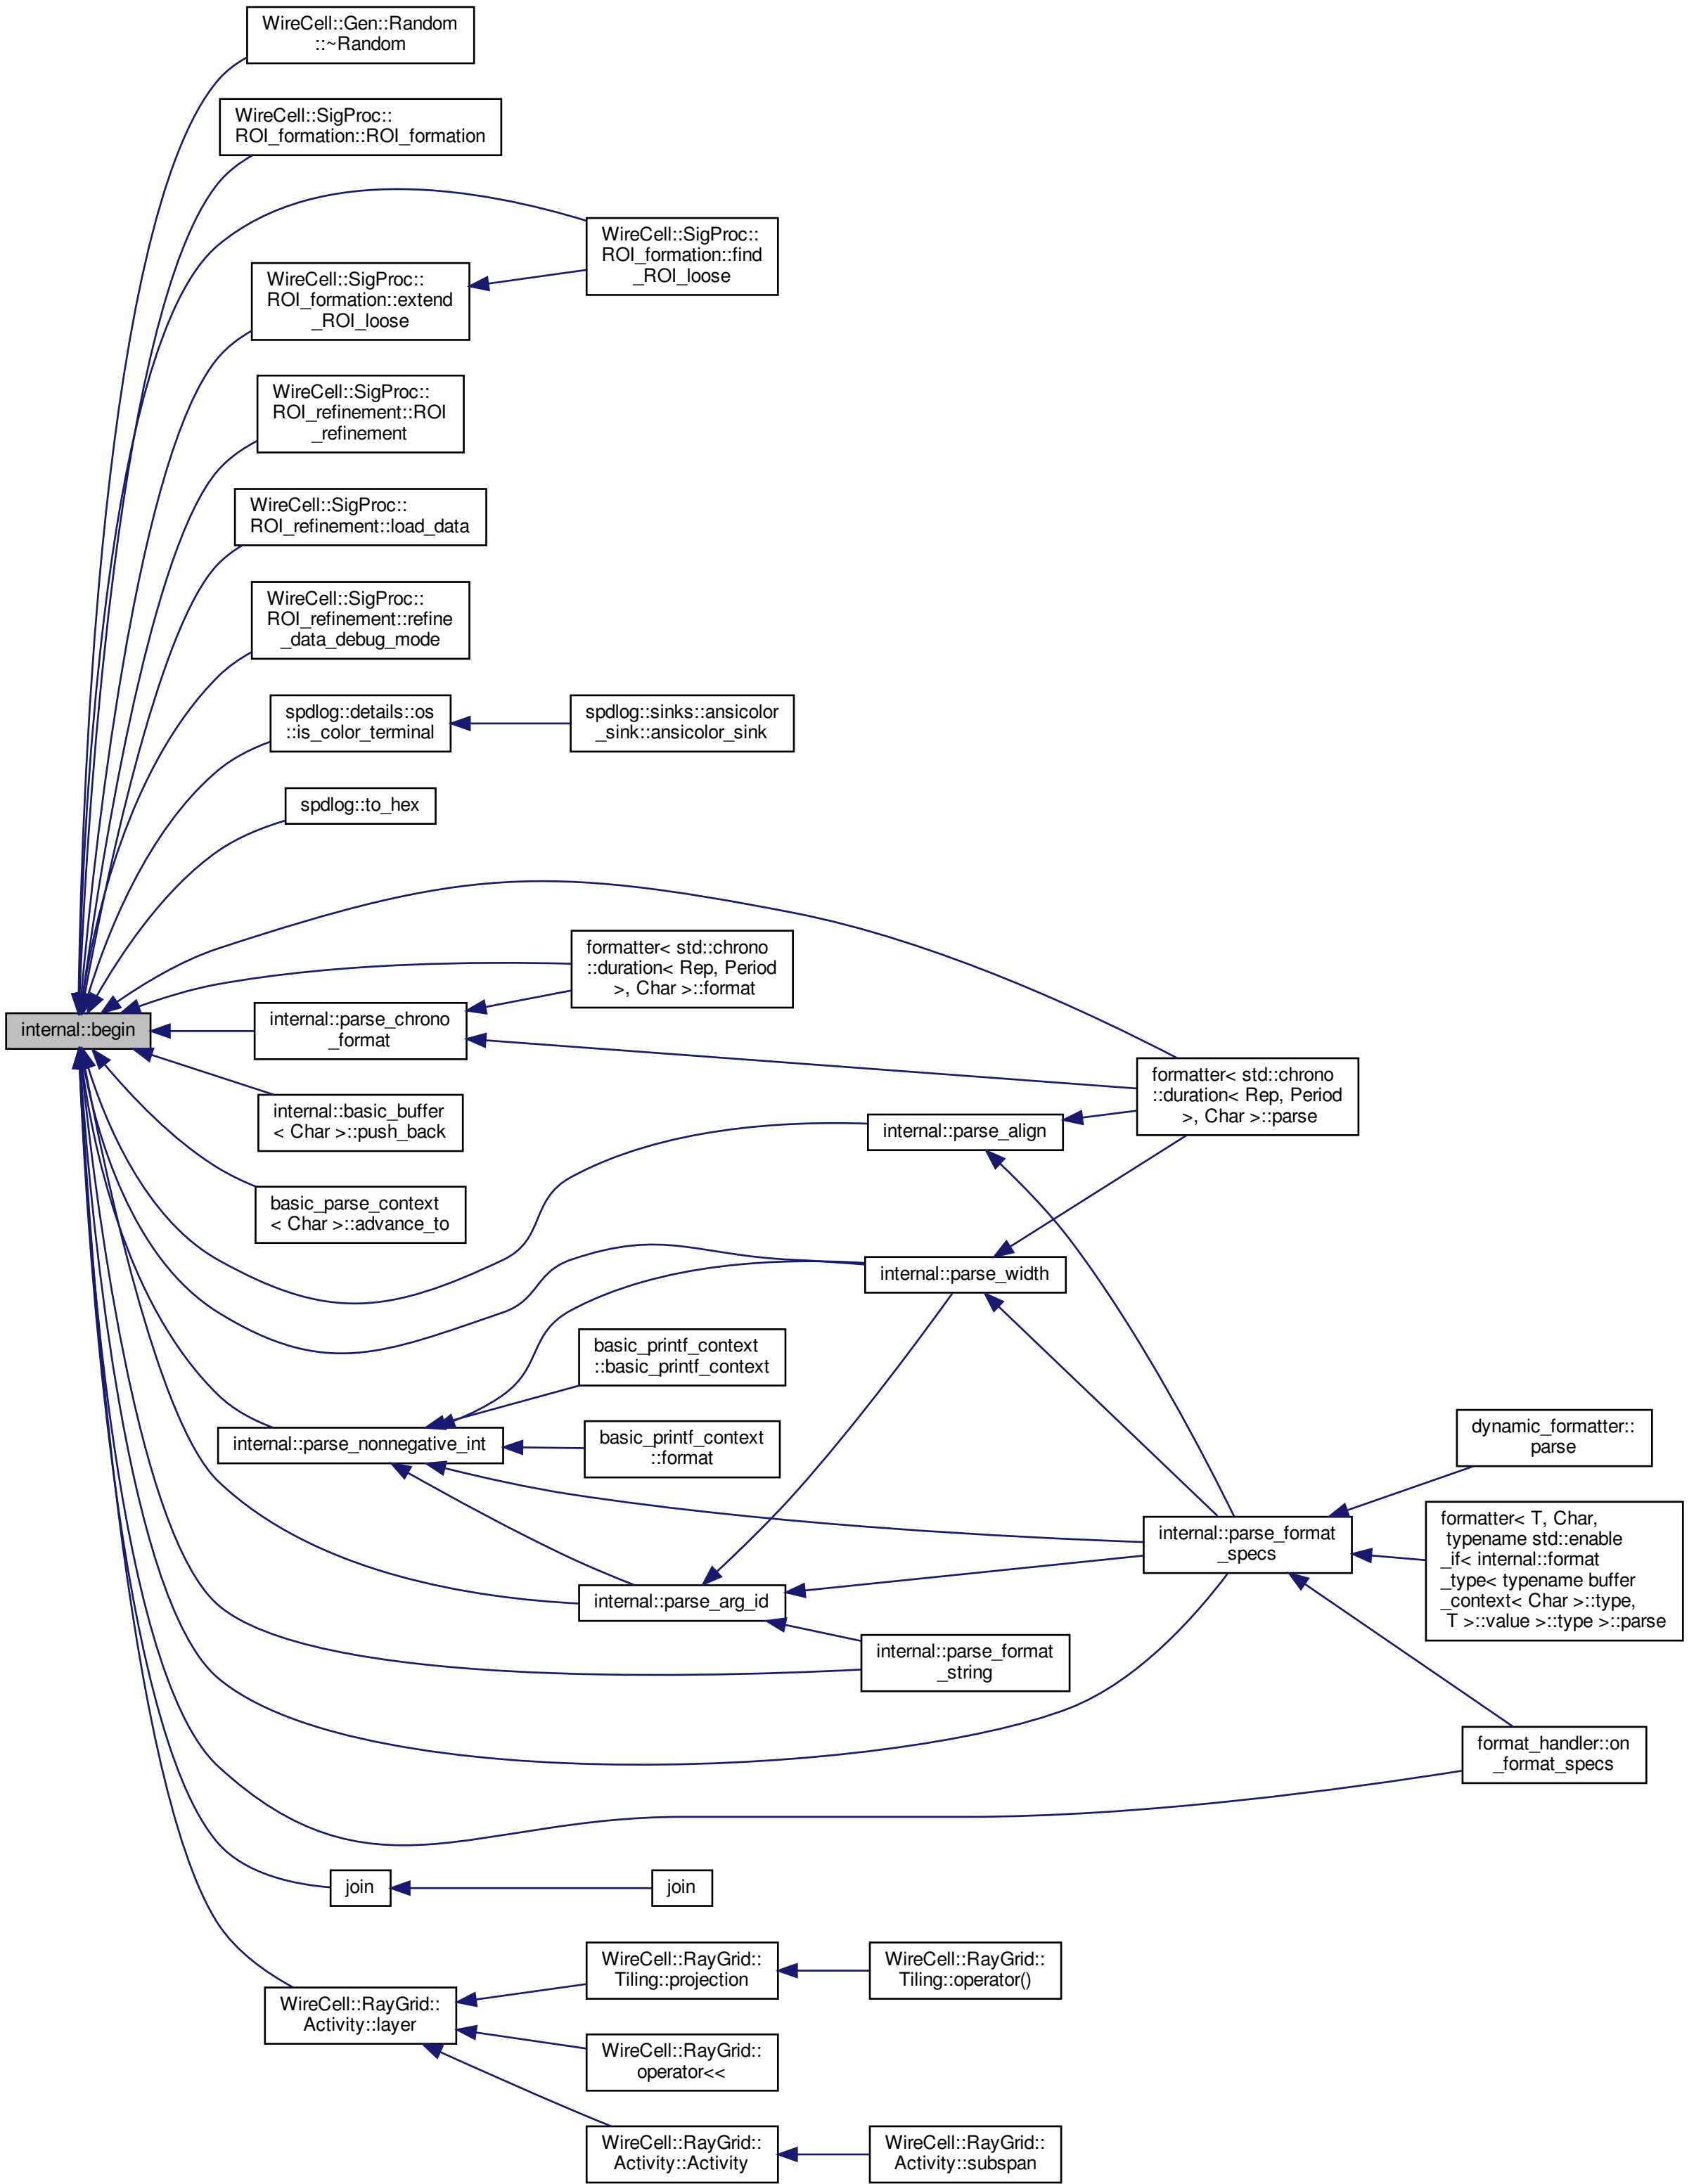 WireCell::Gen::Random
::~Random
WireCell::SigProc::
ROI_formation::ROI_formation
WireCell::SigProc::
ROI_formation::find
_ROI_loose
WireCell::SigProc::
ROI_formation::extend
_ROI_loose
WireCell::SigProc::
ROI_refinement::ROI
_refinement
WireCell::SigProc::
ROI_refinement::load_data
WireCell::SigProc::
ROI_refinement::refine
_data_debug_mode
spdlog::details::os
::is_color_terminal
spdlog::sinks::ansicolor
_sink::ansicolor_sink
spdlog::to_hex
formatter< std::chrono
::duration< Rep, Period
>, Char >::format
internal::begin
internal::parse_chrono
_format
formatter< std::chrono
::duration< Rep, Period
>, Char >::parse
internal::basic_buffer
< Char >::push_back
internal::parse_align
basic_parse_context
< Char >::advance_to
internal::parse_width
basic_printf_context
::basic_printf_context
internal::parse_nonnegative_int
basic_printf_context
::format
dynamic_formatter::
parse
internal::parse_format
_specs
formatter< T, Char,
typename std::enable
_if< internal::format
_type< typename buffer
_context< Char >::type,
T >::value >::type >::parse
internal::parse_arg_id
internal::parse_format
_string
format_handler::on
_format_specs
join
join
WireCell::RayGrid::
Tiling::projection
WireCell::RayGrid::
Tiling::operator()
WireCell::RayGrid::
Activity::layer
WireCell::RayGrid::
operator<<
WireCell::RayGrid::
Activity::Activity
WireCell::RayGrid::
Activity::subspan